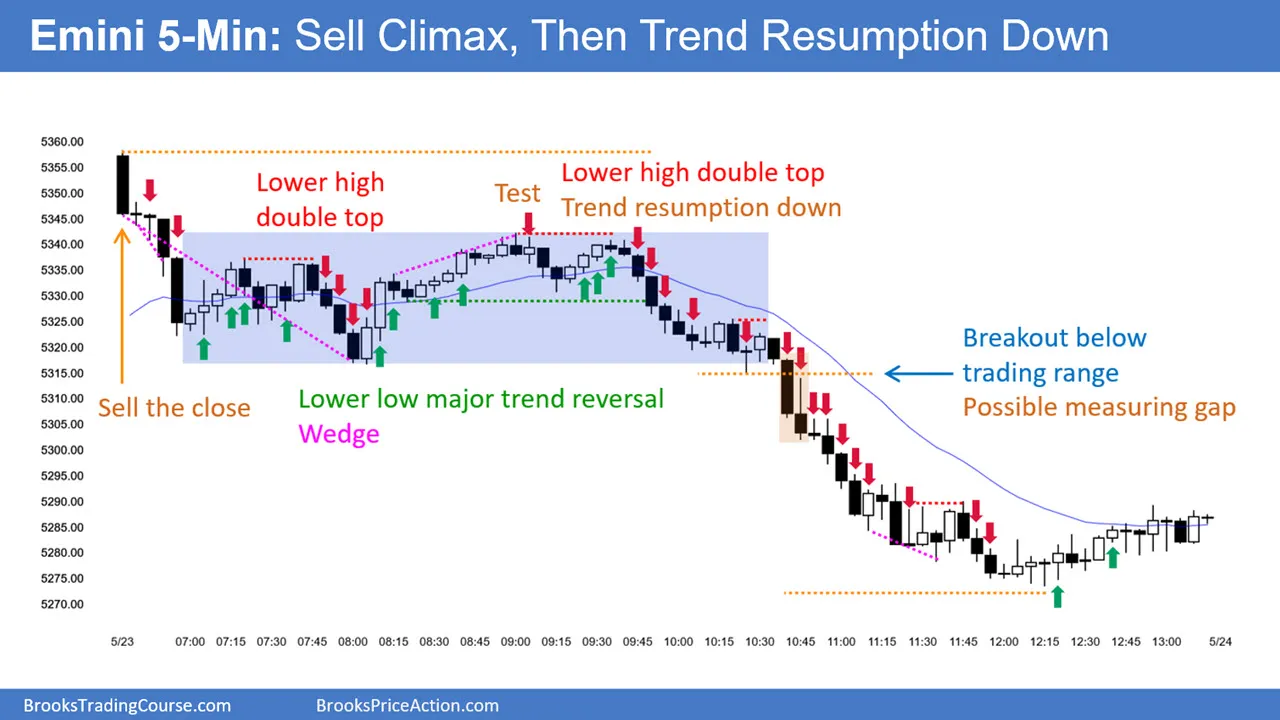 Emini 5-Min: Sell Climax, Then Trend Resumption Down
5360.00
5355.00
5350.00
5345.00
5340.00
5335.00
5330.00
5325.00
5320.00
5315.00
5310.00
5305.00
5300.00
5295.00
5290.00
5285.00
5280.00
5275.00
5270.00
Lower high
double top
Test
Lower high double top
Trend resumption down
Sell the close
Lower low major trend reversal
Wedge
Breakout below
trading range
Possible measuring gap
5/23 07:00 07:15 07:30 07:45 08:00 08:15 08:30 08:45 09:00 09:15 09:30 09:45 10:00 10:15 10:30 10:45 11:00 11:15 11:30 11:45 12:00 12:15 12:30 12:45 13:00 5/24
BrooksTradingCourse.com BrooksPriceAction.com